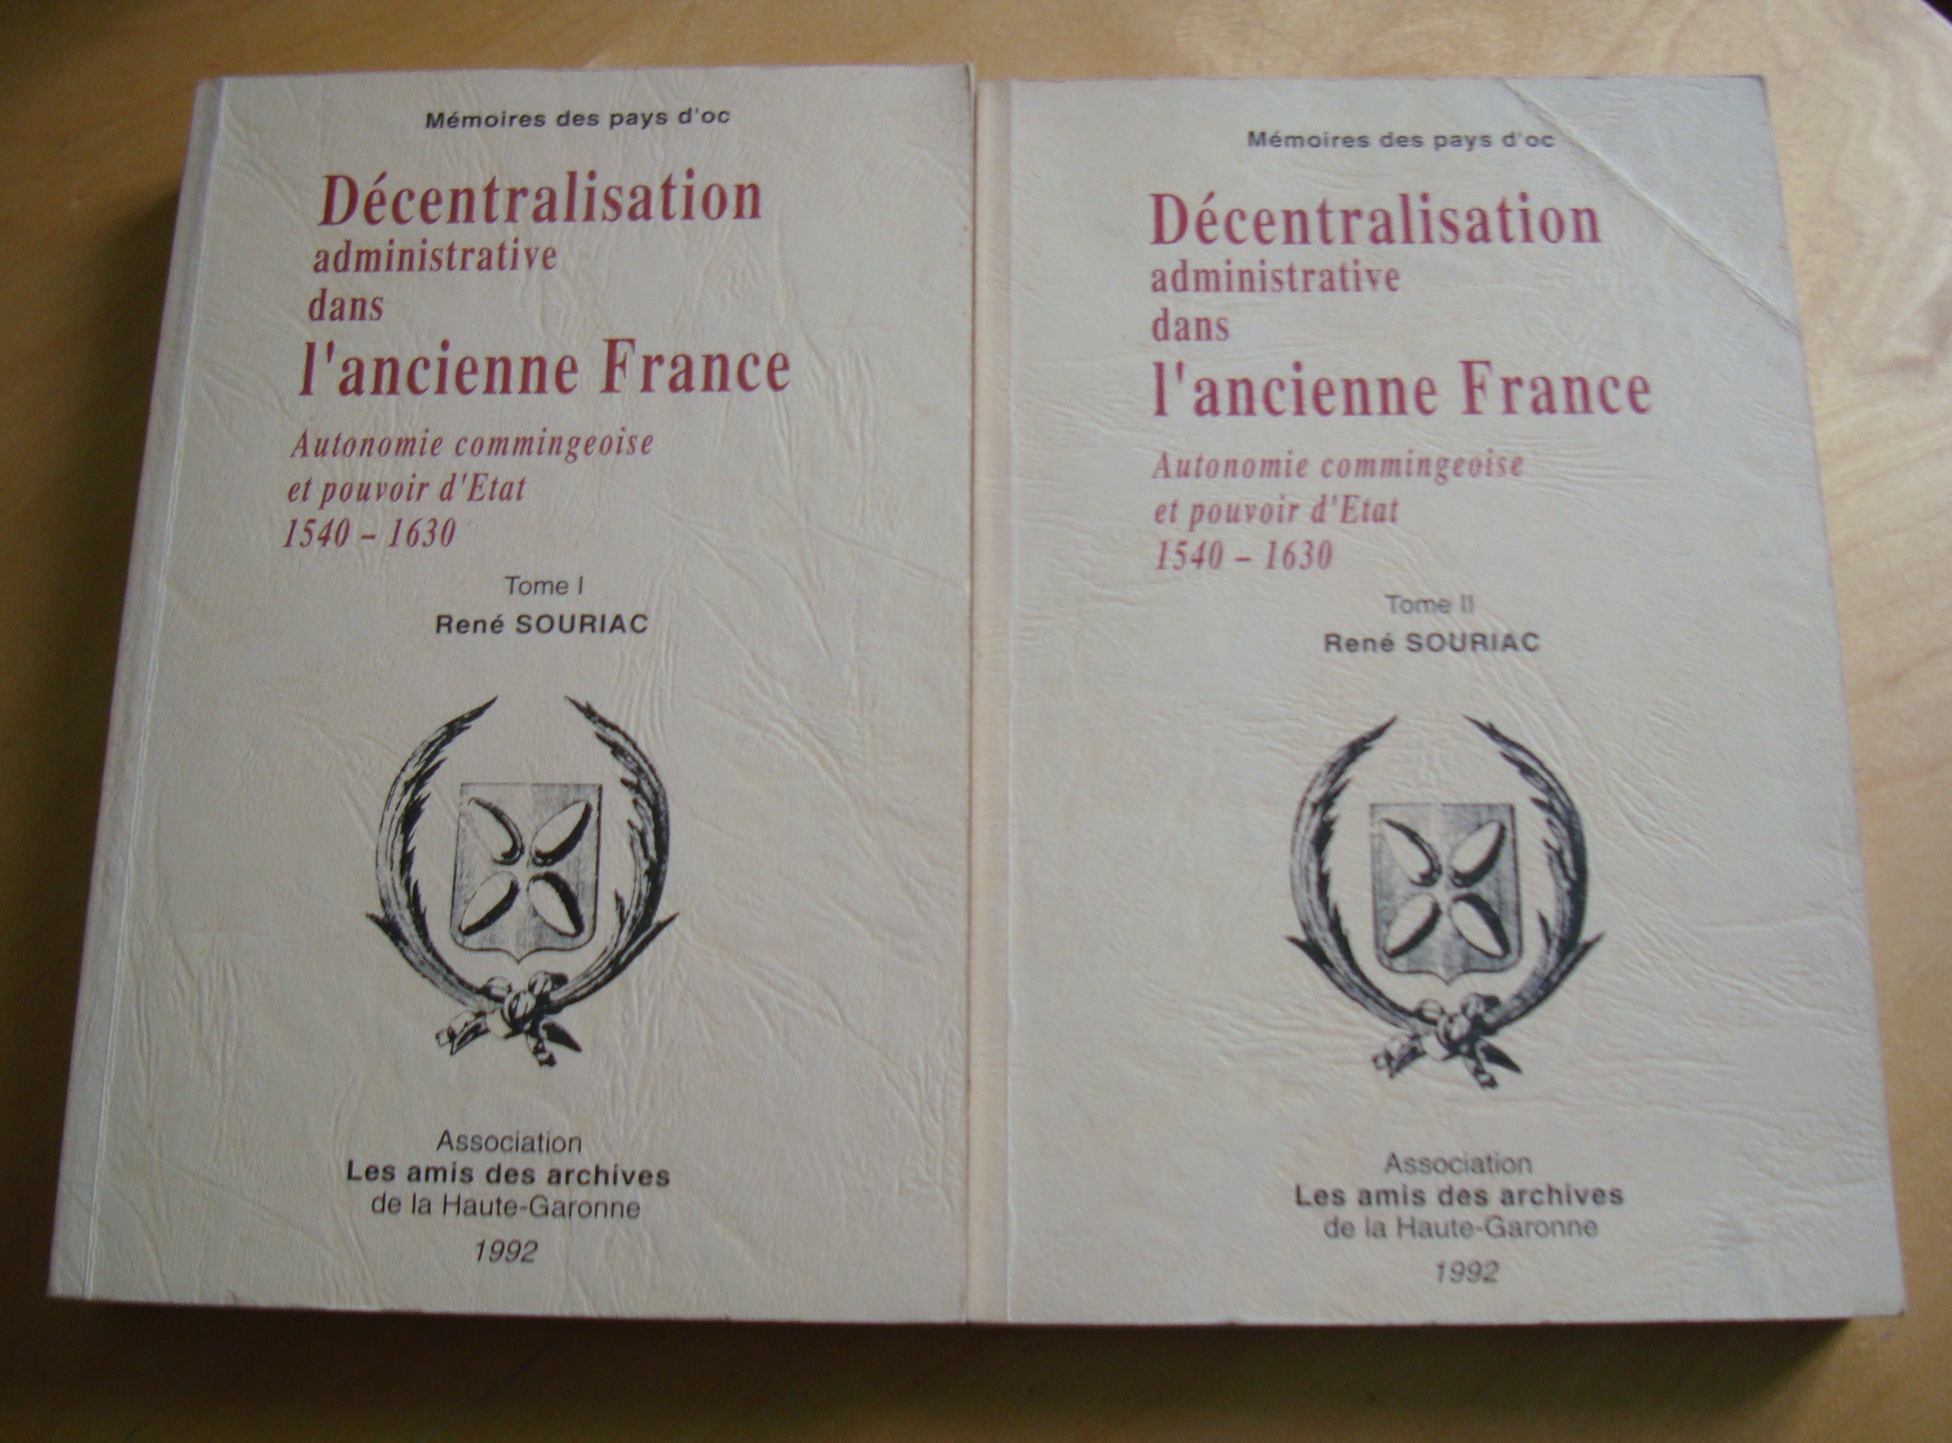 Mémoires des pays d'oc
Décentralisation
administrative
dans
l'ancienne France
Autonomie commingeoise
et pouvoir d'Etat
1540 – 1630
Tome I
René SOURIAC
Association
Les amis des archives
de la Haute-Garonne
1992
Mémoires des pays d'oc
Décentralisation
administrative
dans
l'ancienne France
Autonomie commingeoise
et pouvoir d'Etat
1540 – 1630
Tome II
René SOURIAC
Association
Les amis des archives
de la Haute-Garonne
1992